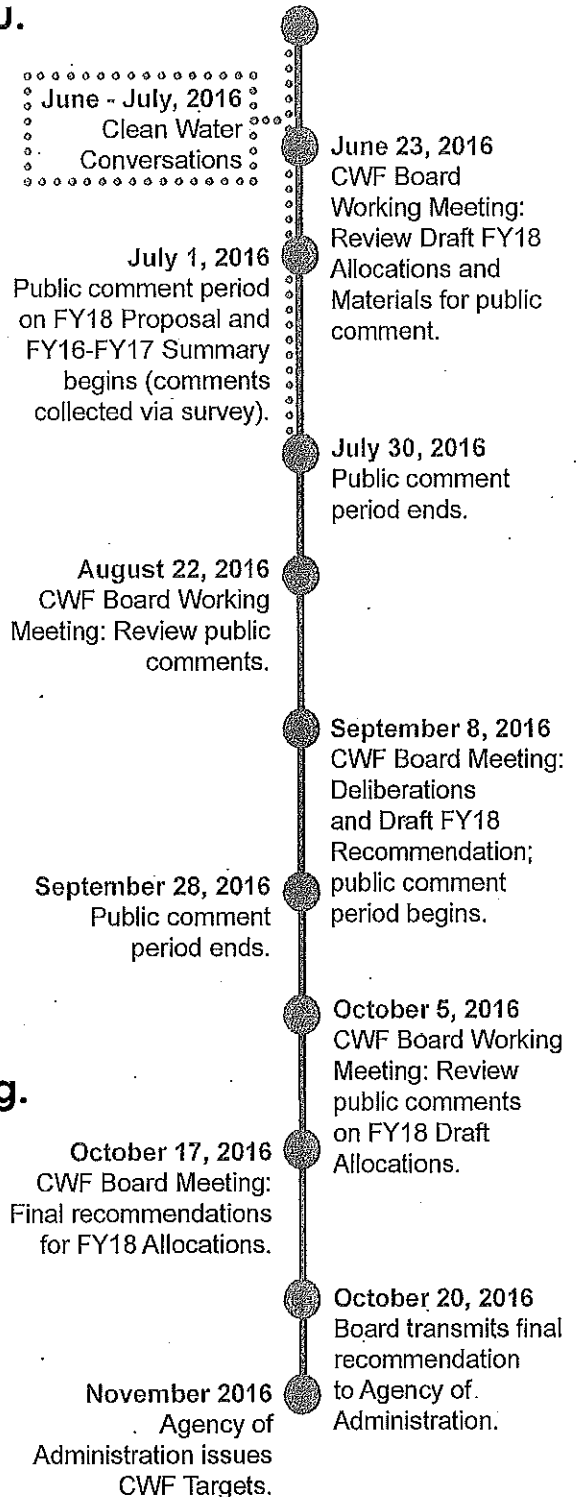 June - July, 2016
Clean Water
Conversations
June 23, 2016
CWF Board
Working Meeting:
Review Draft FY18
Allocations and
Materials for public
comment.
July 1, 2016
Public comment period
on FY18 Proposal and
FY16-FY17 Summary
begins (comments
collected via survey).
July 30, 2016
Public comment
period ends.
August 22, 2016
CWF Board Working
Meeting: Review public
comments.
September 8, 2016
CWF Board Meeting:
Deliberations
and Draft FY18
Recommendation;
public comment
period begins.
September 28, 2016
Public comment
period ends.
October 5, 2016
CWF Board Working
Meeting: Review
public comments
on FY18 Draft
Allocations.
g.
October 17, 2016
CWF Board Meeting:
Final recommendations
for FY18 Allocations.
October 20, 2016
Board transmits final
recommendation
to Agency of
Administration.
November 2016
Agency of
Administration issues
CWF Targets.